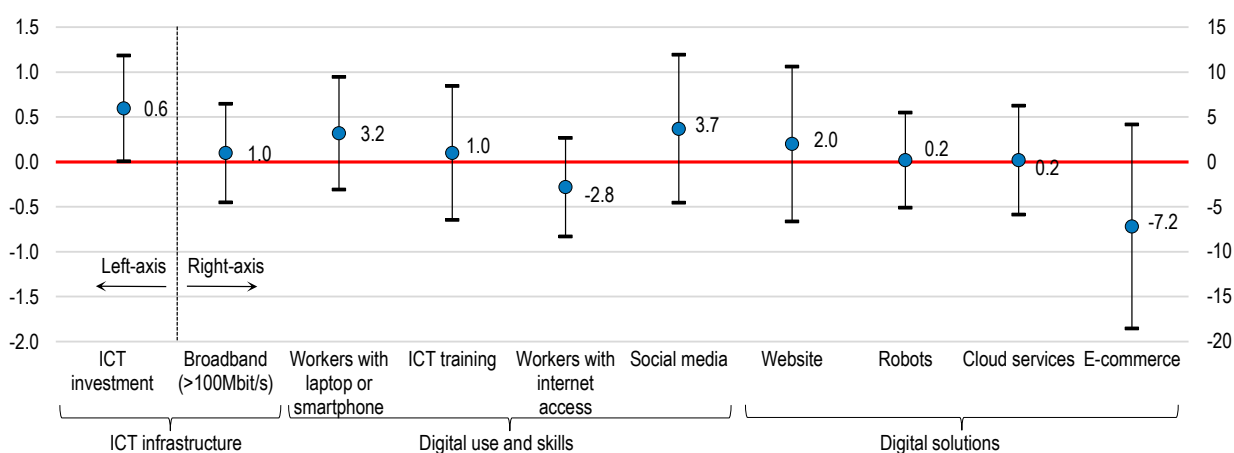 1.5 15
1.0 10
0.5 5
0.0 0
-0.5 -5
-1.0 -10
-1.5 -15
-2.0 -20
0.6
1.0
3.2
1.0
-2.8
3.7
2.0
0.2
0.2
-7.2
Left-axis Right-axis
ICT
investment
Broadband
(>100Mbit/s)
Workers with
laptop or
smartphone
ICT training
Workers with
internet
access
Social media
Website
Robots
Cloud services
E-commerce
ICT infrastructure
Digital use and skills
Digital solutions